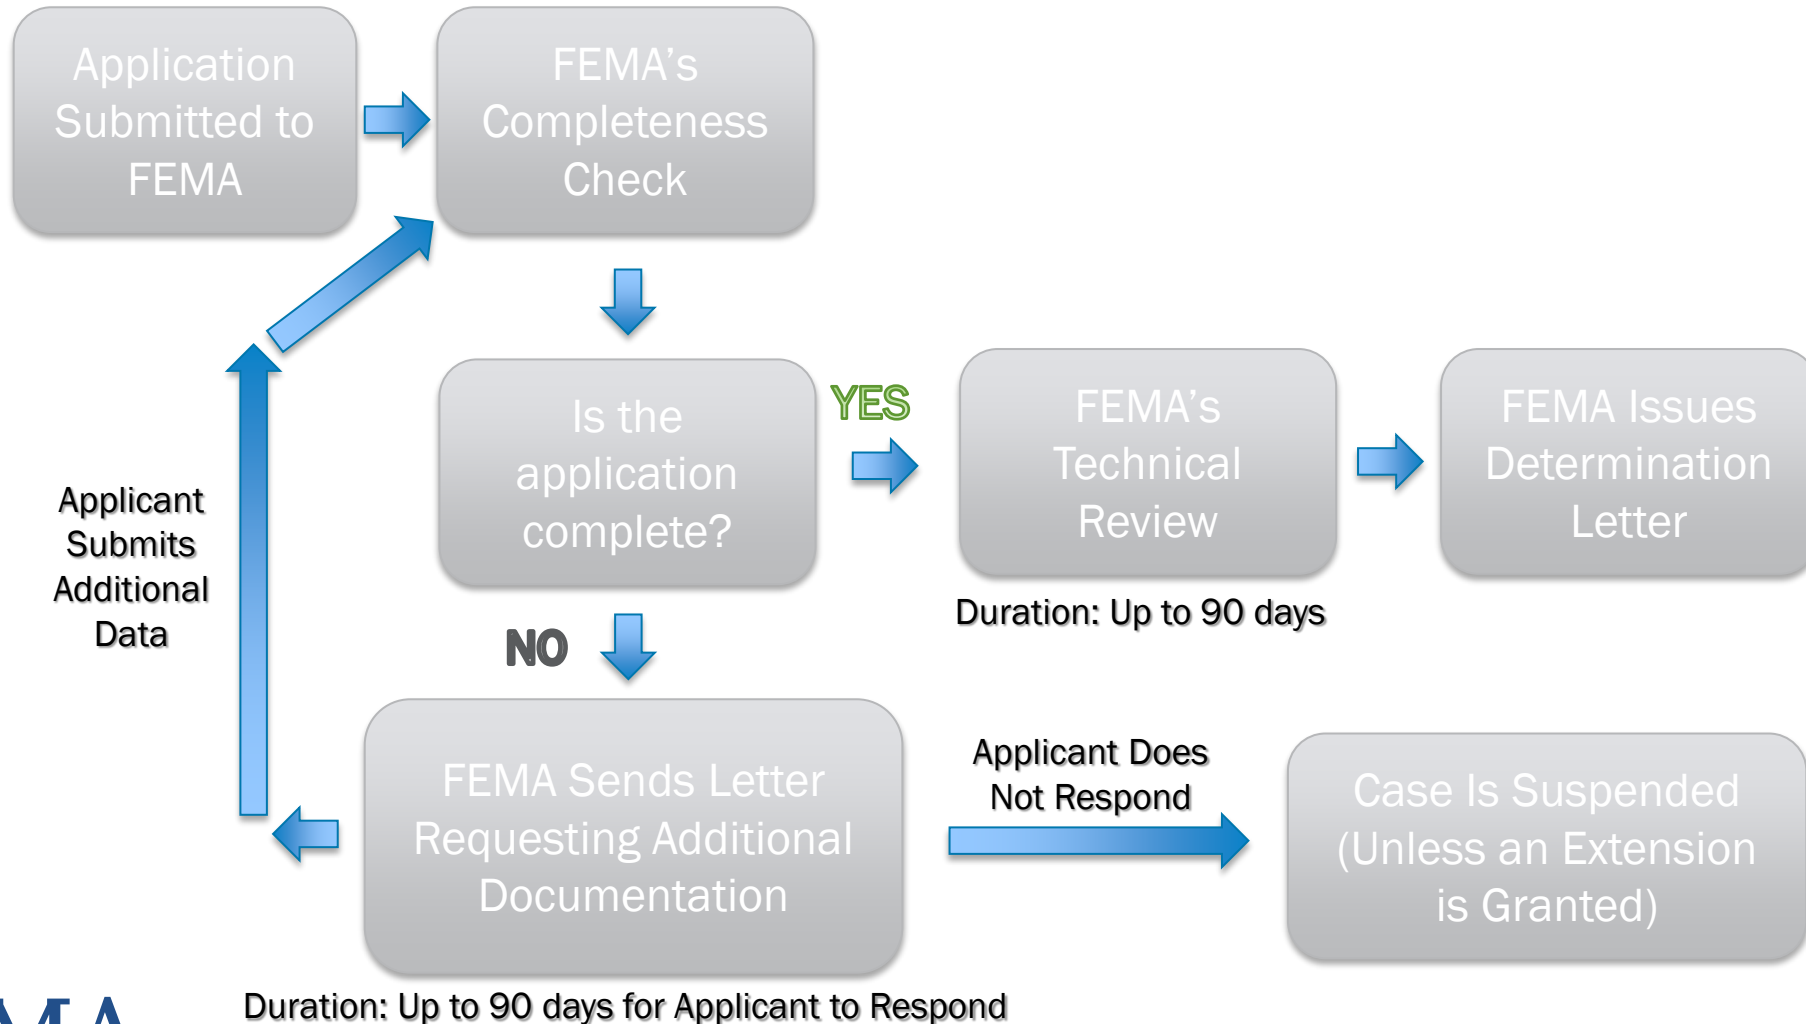 Application
Submitted to
FEMA
FEMA’s
Completeness
Check
Is the
application
complete?
YES
FEMA’s
Technical
Review
Duration: Up to 90 days
FEMA Issues
Determination
Letter
NO
Applicant
Submits
Additional
Data
FEMA Sends Letter
Requesting Additional
Documentation
Duration: Up to 90 days for Applicant to Respond
Applicant Does
Not Respond
Case Is Suspended
(Unless an Extension
is Granted)
MA